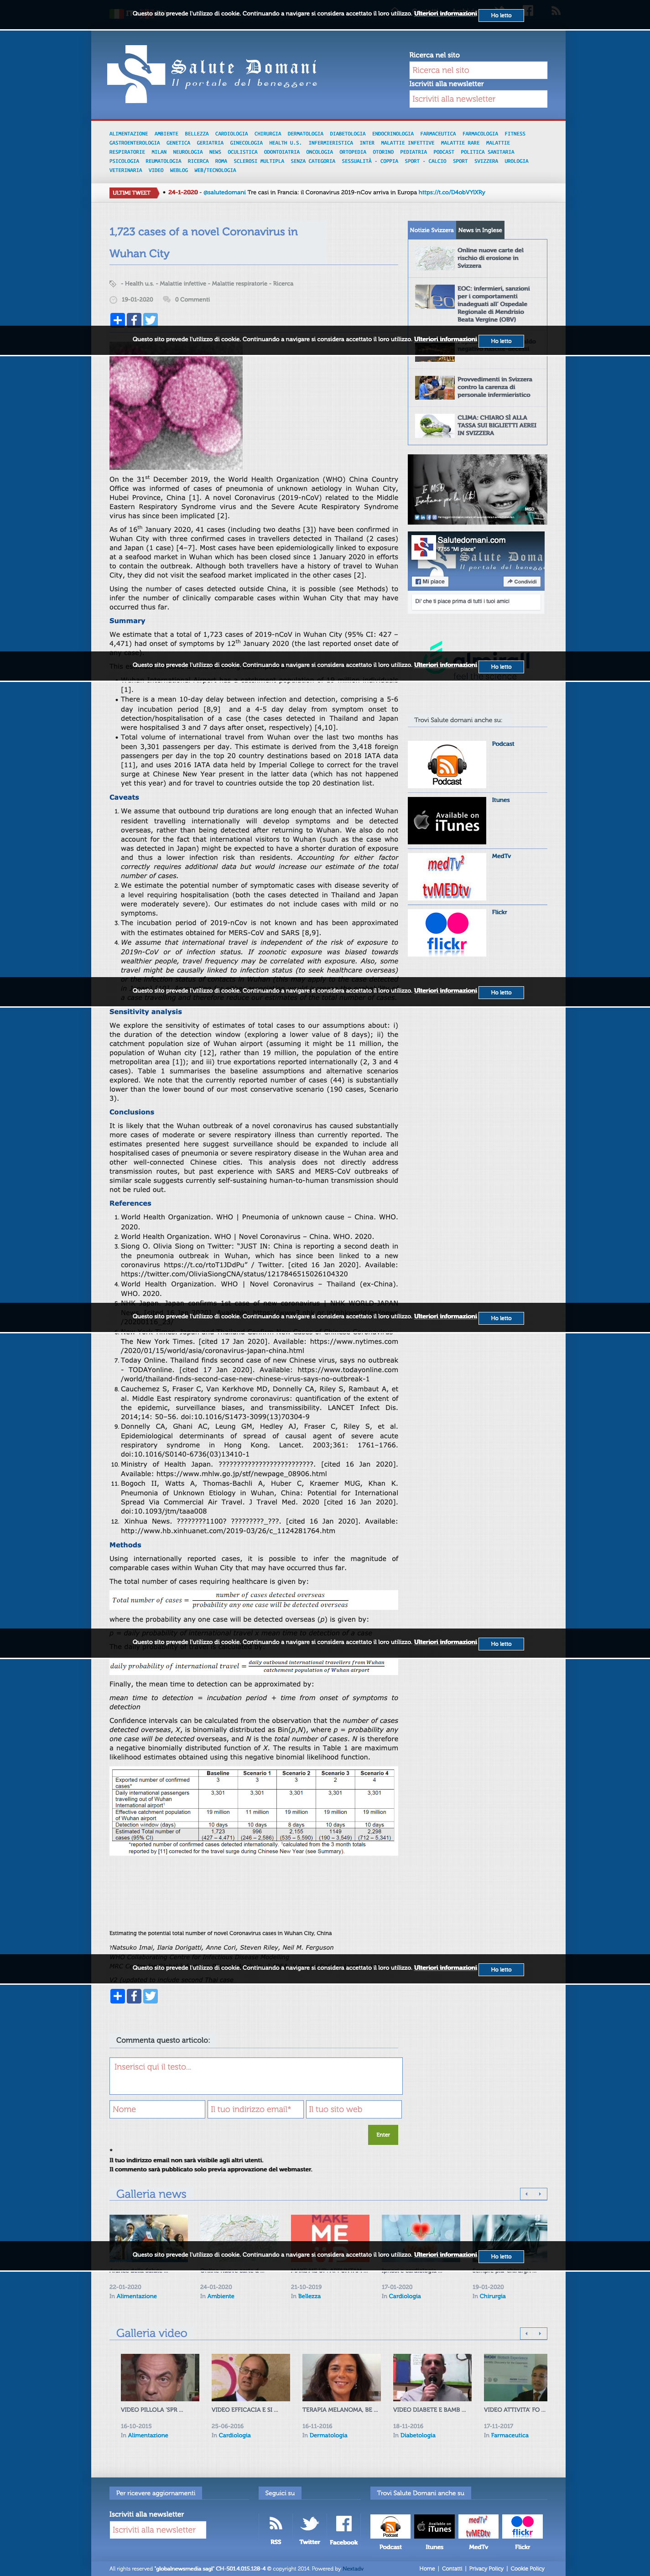 Questo sito prevede l'utilizzo di cookie. Continuando a navigare si considera accettato il loro utilizzo. Ulteriori informazioni Ho letto
Salute Domani
Il portale del benessere
Ricerca nel sito
Ricerca nel sito
Iscriviti alla newsletter
Iscriviti alla newsletter
ALIMENTAZIONE AMBIENTE BELLEZZA CARDIOLOGIA CHIRURGIA DERMATOLOGIA DIABETOLOGIA ENDOCRINOLOGIA FARMACEUTICA FARMACOLOGIA FITNESS
GASTROENTEROLOGIA GENETICA GERIATRIA GINECOLOGIA HEALTH U.S. INFERMIERISTICA INTER MALATTIE INFETTIVE MALATTIE RARE MALATTIE
RESPIRATORIE MILAN NEUROLOGIA NEWS OCULISTICA ODONTOIATRIA ONCOLOGIA ORTOPEDIA OTORINO PEDIATRIA PODCAST POLITICA SANITARIA
PSICOLOGIA REUMATOLOGIA RICERCA ROMA SCLEROSI MULTIPLA SENZA CATEGORIA SESSUALITÀ - COPPIA SPORT - CALCIO SPORT SVIZZERA UROLOGIA
VETERINARIA VIDEO WEBLOG WEB/TECNOLOGIA
ULTIMI TWEET 24-1-2020 - @salutedomani Tre casi in Francia: il Coronavirus 2019-nCoV arriva in Europa https://t.co/D4obVYlXRy
1,723 cases of a novel Coronavirus in
Wuhan City
- Health u.s. - Malattie infettive - Malattie respiratorie - Ricerca
19-01-2020 0 Commenti
Notizie Svizzera News in Inglese
Online nuove carte del
rischio di erosione in
Svizzera
EOC: infermieri, sanzioni
per i comportamenti
inadeguati all' Ospedale
Regionale di Mendrisio
Beata Vergine (OBV)
Questo sito prevede l'utilizzo di cookie. Continuando a navigare si considera accettato il loro utilizzo. Ulteriori informazioni Ho letto
Provvedimenti in Svizzera
contro la carenza di
personale infermieristico
CLIMA: CHIARO SÌ ALLA
TASSA SUI BIGLIETTI AEREI
IN SVIZZERA
Salutedomani.com
7755 "Mi piace"
Mi piace Condividi
Di' che ti piace prima di tutti i tuoi amici
On the 31st December 2019, the World Health Organization (WHO) China Country
Office was informed of cases of pneumonia of unknown aetiology in Wuhan City,
Hubei Province, China [1]. A novel Coronavirus (2019-nCoV) related to the Middle
Eastern Respiratory Syndrome virus and the Severe Acute Respiratory Syndrome
virus has since been implicated [2].
As of 16th January 2020, 41 cases (including two deaths [3]) have been confirmed in
Wuhan City with three confirmed cases in travellers detected in Thailand (2 cases)
and Japan (1 case) [4-7]. Most cases have been epidemiologically linked to exposure
at a seafood market in Wuhan which has been closed since 1 January 2020 in efforts
to contain the outbreak. Although both travellers have a history of travel to Wuhan
City, they did not visit the seafood market implicated in the other cases [2].
Using the number of cases detected outside China, it is possible (see Methods) to
infer the number of clinically comparable cases within Wuhan City that may have
occurred thus far.
Summary
We estimate that a total of 1,723 cases of 2019-nCoV in Wuhan City (95% CI: 427 –
4,471) had onset of symptoms by 12th January 2020 (the last reported onset date of
Questo sito prevede l'utilizzo di cookie. Continuando a navigare si considera accettato il loro utilizzo. Ulteriori informazioni Ho letto
[1].
There is a mean 10-day delay between infection and detection, comprising a 5-6
day incubation period [8,9] and a 4-5 day delay from symptom onset to
detection/hospitalisation of a case (the cases detected in Thailand and Japan
were hospitalised 3 and 7 days after onset, respectively) [4,10].
Total volume of international travel from Wuhan over the last two months has
been 3,301 passengers per day. This estimate is derived from the 3,418 foreign
passengers per day in the top 20 country destinations based on 2018 IATA data
[11], and uses 2016 IATA data held by Imperial College London to correct for the travel
surge at Chinese New Year present in the latter data (which has not happened
yet this year) and for travel to countries outside the top 20 destination list.
Caveats
1. We assume that outbound trip durations are long enough that an infected Wuhan
resident travelling internationally will develop symptoms and be detected
overseas, rather than being detected after returning to Wuhan. We also do not
account for the fact that international visitors to Wuhan (such as the case who
was detected in Japan) might be expected to have a shorter duration of exposure
and thus a lower infection risk than residents. Accounting for either factor
correctly requires additional data but would increase our estimate of the total
number of cases.
2. We estimate the potential number of symptomatic cases with disease severity of
a level requiring hospitalisation (both the cases detected in Thailand and Japan
were moderately severe). Our estimates do not include cases with mild or no
symptoms.
3. The incubation period of 2019-nCov is not known and has been approximated
with the estimates obtained for MERS-CoV and SARS [8,9].
4. We assume that international travel is independent of the risk of exposure to
2019n-CoV or of infection status. If zoonotic exposure was biased towards
wealthier people, travel frequency may be correlated with exposure. Also, some
travel might be causally linked to infection status (to seek healthcare overseas)
Trovi Salute domani anche su:
Podcast
Itunes
Available on iTunes
MedTv
medTv²
tvMEDtv
Flickr
flickr
Questo sito prevede l'utilizzo di cookie. Continuando a navigare si considera accettato il loro utilizzo. Ulteriori informazioni Ho letto
Sensitivity analysis
We explore the sensitivity of estimates of total cases to our assumptions about: i)
the duration of the detection window (exploring a lower value of 8 days); ii)
assuming the catchment population size of Wuhan airport (assuming it might be 11 million, the
population of Wuhan city [12], rather than 19 million, the population of the entire
metropolitan area [1]); and iii) the number of cases reported internationally (2, 3 and 4
cases). Table 1 summarises the baseline assumptions and alternative scenarios
explored. We note that the currently reported number of cases (44) is substantially
lower than the lower bound of our most conservative scenario (190 cases, Scenario
3).
Conclusions
It is likely that the Wuhan outbreak of a novel coronavirus has caused substantially
more cases of moderate or severe respiratory illness than currently reported. The
estimates presented here suggest surveillance should be expanded to include all
hospitalised cases of pneumonia or severe respiratory disease in the Wuhan area and
other well-connected Chinese cities. This analysis does not directly address
transmission routes, but past experience with SARS and MERS-CoV outbreaks of
similar scale suggests currently self-sustaining human-to-human transmission should
not be ruled out.
References
1. World Health Organization. WHO | Pneumonia of unknown cause – China. WHO.
2020.
2. World Health Organization. WHO | Novel Coronavirus – China. WHO. 2020.
3. Siong O. Olivia Siong on Twitter: "JUST IN: China is reporting a second death in
the pneumonia outbreak in Wuhan, which has since been linked to a new
coronavirus https://t.co/rtoT1JDdPu" / Twitter. [cited 16 Jan 2020]. Available:
https://twitter.com/OliviaSiongCNA/status/1217846515026104320
4. World Health Organization. WHO | Novel Coronavirus – Thailand (ex-China).
WHO. 2020.
Questo sito prevede l'utilizzo di cookie. Continuando a navigare si considera accettato il loro utilizzo. Ulteriori informazioni Ho letto
The New York Times. [cited 17 Jan 2020]. Available: https://www.nytimes.com
/2020/01/15/world/asia/coronavirus-japan-china.html
7. Today Online. Thailand finds second case of new Chinese virus, says no outbreak
- TODAYonline. [cited 17 Jan 2020]. Available: https://www.todayonline.com
/world/thailand-finds-second-case-new-chinese-virus-says-no-outbreak-1
8. Cauchemez S, Fraser C, Van Kerkhove MD, Donnelly CA, Riley S, Rambaut A, et
al. Middle East respiratory syndrome coronavirus: quantification of the extent of
the epidemic, surveillance biases, and transmissibility. LANCET Infect Dis.
2014;14: 50–56. doi:10.1016/S1473-3099(13)70304-9
9. Donnelly CA, Ghani AC, Leung GM, Hedley AJ, Fraser C, Riley S, et al.
Epidemiological determinants of spread of causal agent of severe acute
respiratory syndrome in Hong Kong. Lancet. 2003;361: 1761–1766.
doi:10.1016/S0140-6736(03)13410-1
10. Ministry of Health Japan. ??????????????????????????. [cited 16 Jan 2020].
Available: https://www.mhlw.go.jp/stf/newpage_08906.html
11. Bogoch II, Watts A, Thomas-Bachli A, Huber C, Kraemer MUG, Khan K.
Pneumonia of Unknown Etiology in Wuhan, China: Potential for International
Spread Via Commercial Air Travel. J Travel Med. 2020 [cited 16 Jan 2020].
doi:10.1093/jtm/taaa008
12. Xinhua News. ????????1100? ?????????_???. [cited 16 Jan 2020]. Available:
http://www.hb.xinhuanet.com/2019-03/26/c_1124281764.htm
Methods
Using internationally reported cases, it is possible to infer the magnitude of
comparable cases within Wuhan City that may have occurred thus far.
The total number of cases requiring healthcare is given by:
Total number of cases = number of cases detected overseas / probability any one case will be detected overseas
where the probability any one case will be detected overseas (p) is given by:
Questo sito prevede l'utilizzo di cookie. Continuando a navigare si considera accettato il loro utilizzo. Ulteriori informazioni Ho letto
daily probability of international travel = daily outbound international travellers from Wuhan / catchement population of Wuhan airport
Finally, the mean time to detection can be approximated by:
mean time to detection = incubation period + time from onset of symptoms to
detection
Confidence intervals can be calculated from the observation that the number of cases
detected overseas, X, is binomially distributed as Bin(p,N), where p = probability any
one case will be detected overseas, and N is the total number of cases. N is therefore
a negative binomially distributed function of X. The results in Table 1 are maximum
likelihood estimates obtained using this negative binomial likelihood function.
Baseline Scenario 1 Scenario 2 Scenario 3 Scenario 4
Exported number of confirmed cases* 3 3 3 2 4
Daily international passengers travelling out of Wuhan International airport† 3,301 3,301 3,301 3,301 3,301
Effective catchment population of Wuhan airport 19 million 11 million 19 million 19 million 19 million
Detection window (days) 10 days 10 days 8 days 10 days 10 days
Estimated Total number of cases (95% CI) 1,723 (427 – 4,471) 996 (246 – 2,586) 2,155 (535 – 5,590) 1149 (190 – 3,549) 2,298 (712 – 5,341)
*reported number of confirmed cases detected internationally. †calculated from the 3 month totals
reported by [11] corrected for the travel surge during Chinese New Year (see Summary).
Estimating the potential total number of novel Coronavirus cases in Wuhan City, China
?Natsuko Imai, Ilaria Dorigatti, Anne Cori, Steven Riley, Neil M. Ferguson
Questo sito prevede l'utilizzo di cookie. Continuando a navigare si considera accettato il loro utilizzo. Ulteriori informazioni Ho letto
Commenta questo articolo:
Inserisci qui il testo...
Nome Il tuo indirizzo email* Il tuo sito web
Enter
*
Il tuo indirizzo email non sarà visibile agli altri utenti.
Il commento sarà pubblicato solo previa approvazione del webmaster.
Galleria news
MAKE ME
Questo sito prevede l'utilizzo di cookie. Continuando a navigare si considera accettato il loro utilizzo. Ulteriori informazioni Ho letto
22-01-2020 24-01-2020 21-10-2019 17-01-2020 19-01-2020
In Alimentazione In Ambiente In Bellezza In Cardiologia In Chirurgia
Galleria video
VIDEO PILLOLA 'SPR ... VIDEO EFFICACIA E SI ... TERAPIA MELANOMA, BE ... VIDEO DIABETE E BAMB ... VIDEO ATTIVITA' FO ...
16-10-2015 25-06-2016 16-11-2016 18-11-2016 17-11-2017
In Alimentazione In Cardiologia In Dermatologia In Diabetologia In Farmaceutica
Per ricevere aggiornamenti Seguici su Trovi Salute Domani anche su
Iscriviti alla newsletter
Iscriviti alla newsletter
RSS Twitter Facebook Podcast Itunes MedTv Flickr
All rights reserved "globalnewsmedia sagl" CH-501.4.015.128-4 © copyright 2014. Powered by Nexiade
Home | Contatti | Privacy Policy | Cookie Policy